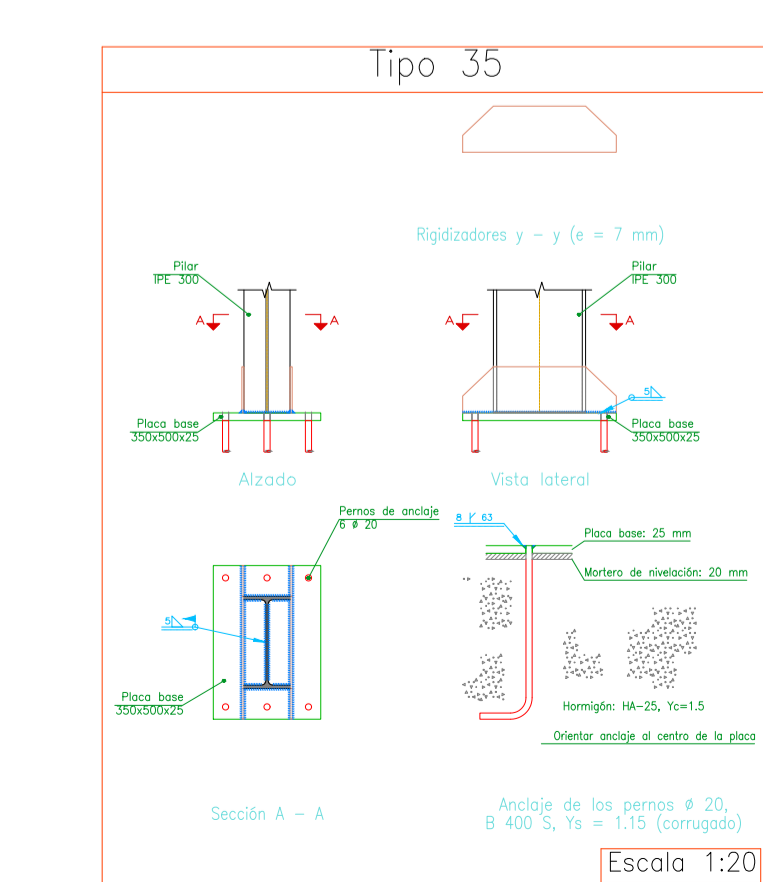 Tipo 35
Rigidizadores y - y (e = 7 mm)
Pilar
IPE 300
A
A
Placa base
350x500x25
Alzado
Pilar
IPE 300
A
A
5
Placa base
350x500x25
Vista lateral
Pernos de anclaje
6 ø 20
5
Placa base
350x500x25
Sección A - A
8 63
Placa base: 25 mm
Mortero de nivelación: 20 mm
Hormigón: HA-25, Yc=1.5
Orientar anclaje al centro de la placa
Anclaje de los pernos ø 20,
B 400 S, Ys = 1.15 (corrugado)
Escala 1:20